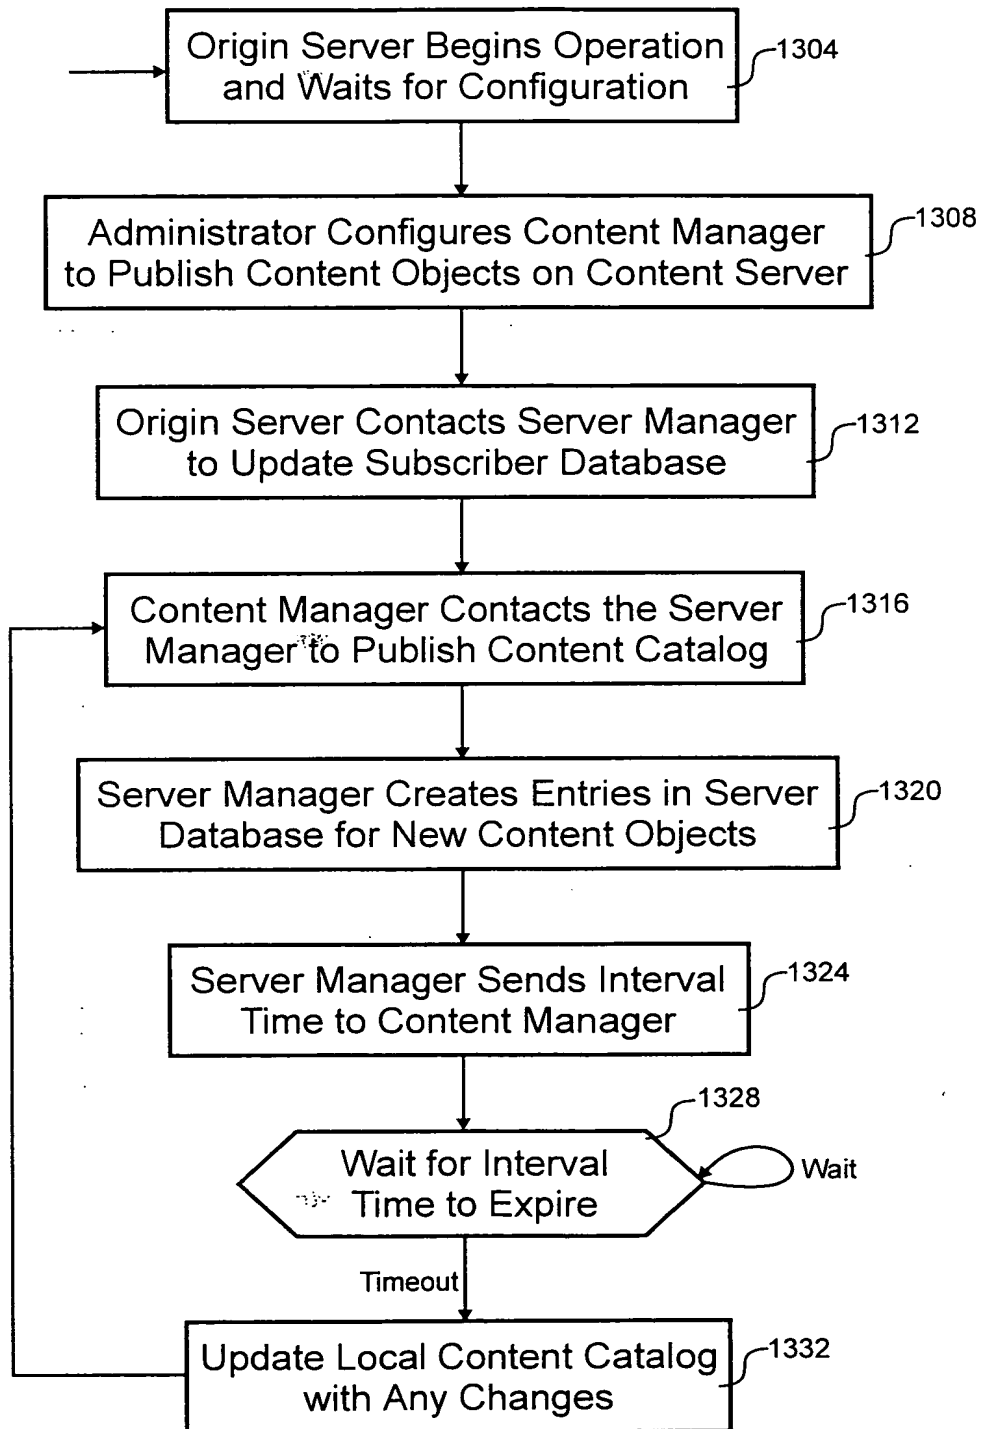 Origin Server Begins Operation
and Waits for Configuration
1304
Administrator Configures Content Manager
to Publish Content Objects on Content Server
1308
Origin Server Contacts Server Manager
to Update Subscriber Database
1312
Content Manager Contacts the Server
Manager to Publish Content Catalog
1316
Server Manager Creates Entries in Server
Database for New Content Objects
1320
Server Manager Sends Interval
Time to Content Manager
1324
1328
Wait for Interval
Time to Expire
Wait
Timeout
Update Local Content Catalog
with Any Changes
1332